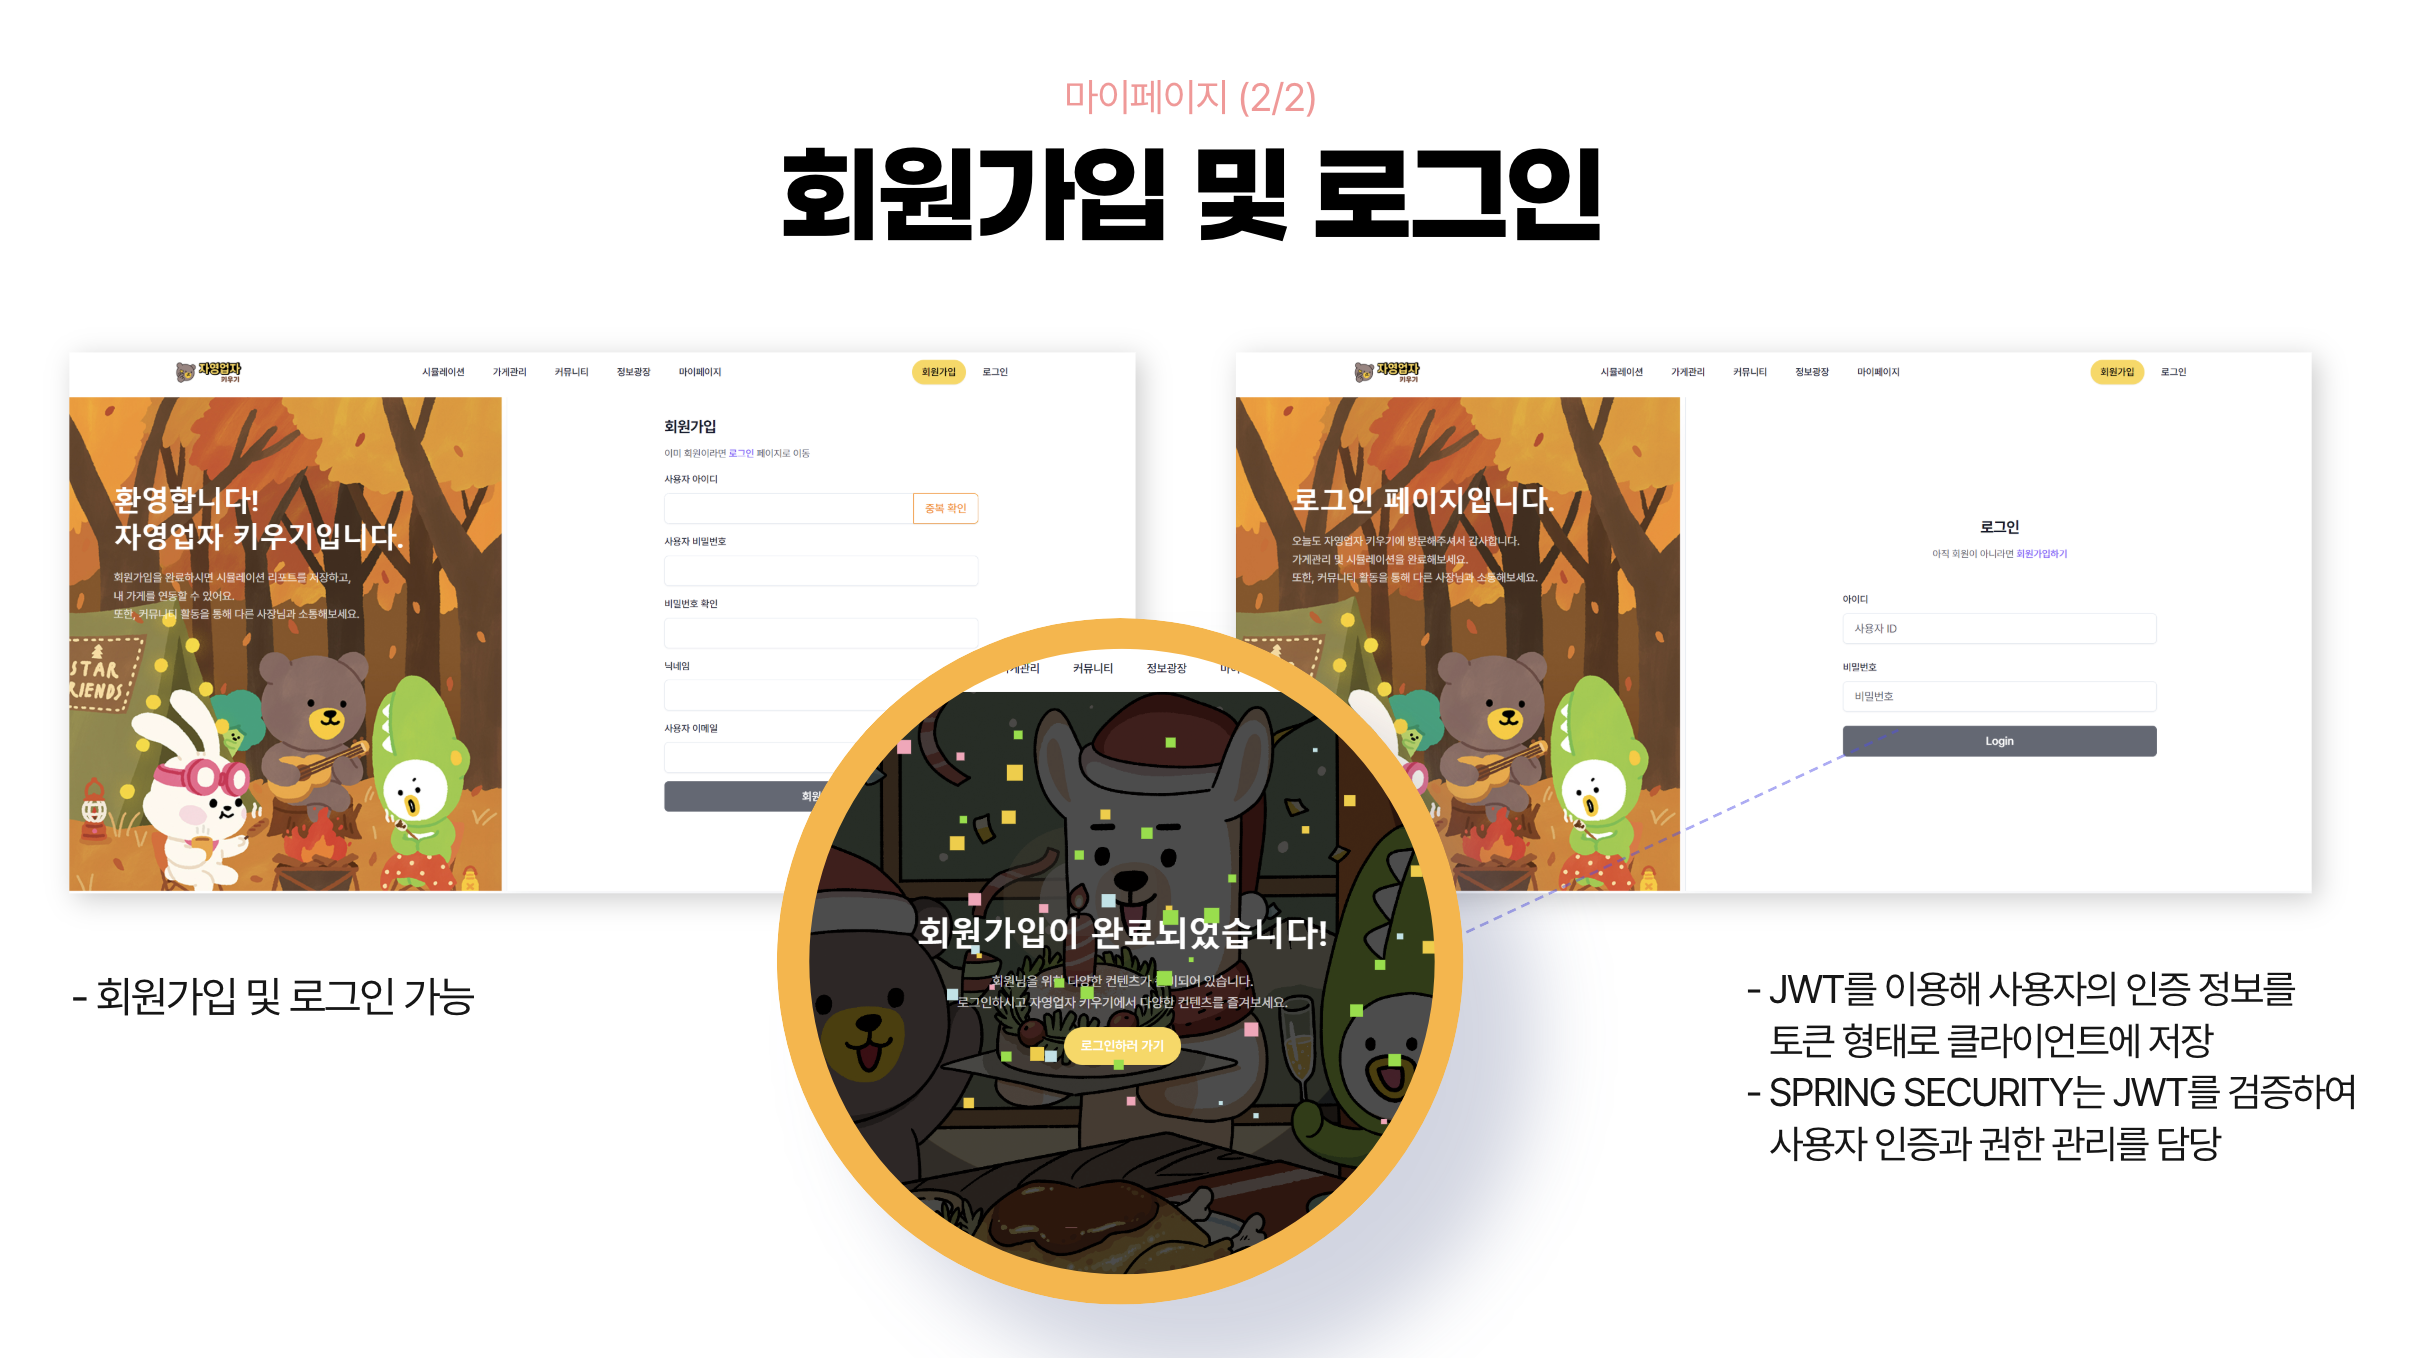 마이페이지 (2/2)
회원가입 및 로그인
자영업자
키우기
시뮬레이션 가게관리 커뮤니티 정보광장 마이페이지
회원가입 로그인
환영합니다!
자영업자 키우기입니다.
회원가입을 완료하시면 시뮬레이션 리포트를 저장하고,
내 가게를 연동할 수 있어요.
또한, 커뮤니티 활동을 통해 다른 사장님과 소통해보세요.
STAR
RIENDS
회원가입
이미 회원이라면 로그인 페이지로 이동
사용자 아이디
중복 확인
사용자 비밀번호
비밀번호 확인
닉네임
사용자 이메일
회원
자영업자
키우기
시뮬레이션 가게관리 커뮤니티 정보광장 마이페이지
회원가입 로그인
로그인 페이지입니다.
오늘도 자영업자 키우기에 방문해주셔서 감사합니다.
가게관리 및 시뮬레이션을 완료해보세요.
또한, 커뮤니티 활동을 통해 다른 사장님과 소통해보세요.
로그인
아직 회원이 아니라면 회원가입하기
아이디
사용자 ID
비밀번호
비밀번호
Login
게관리 커뮤니티 정보광장
회원가입이 완료되었습니다!
회원님을 위한 다양한 컨텐츠가 준비되어 있습니다.
로그인하시고 자영업자 키우기에서 다양한 컨텐츠를 즐겨보세요.
로그인하러 가기
- 회원가입 및 로그인 가능
- JWT를 이용해 사용자의 인증 정보를
토큰 형태로 클라이언트에 저장
- SPRING SECURITY는 JWT를 검증하여
사용자 인증과 권한 관리를 담당